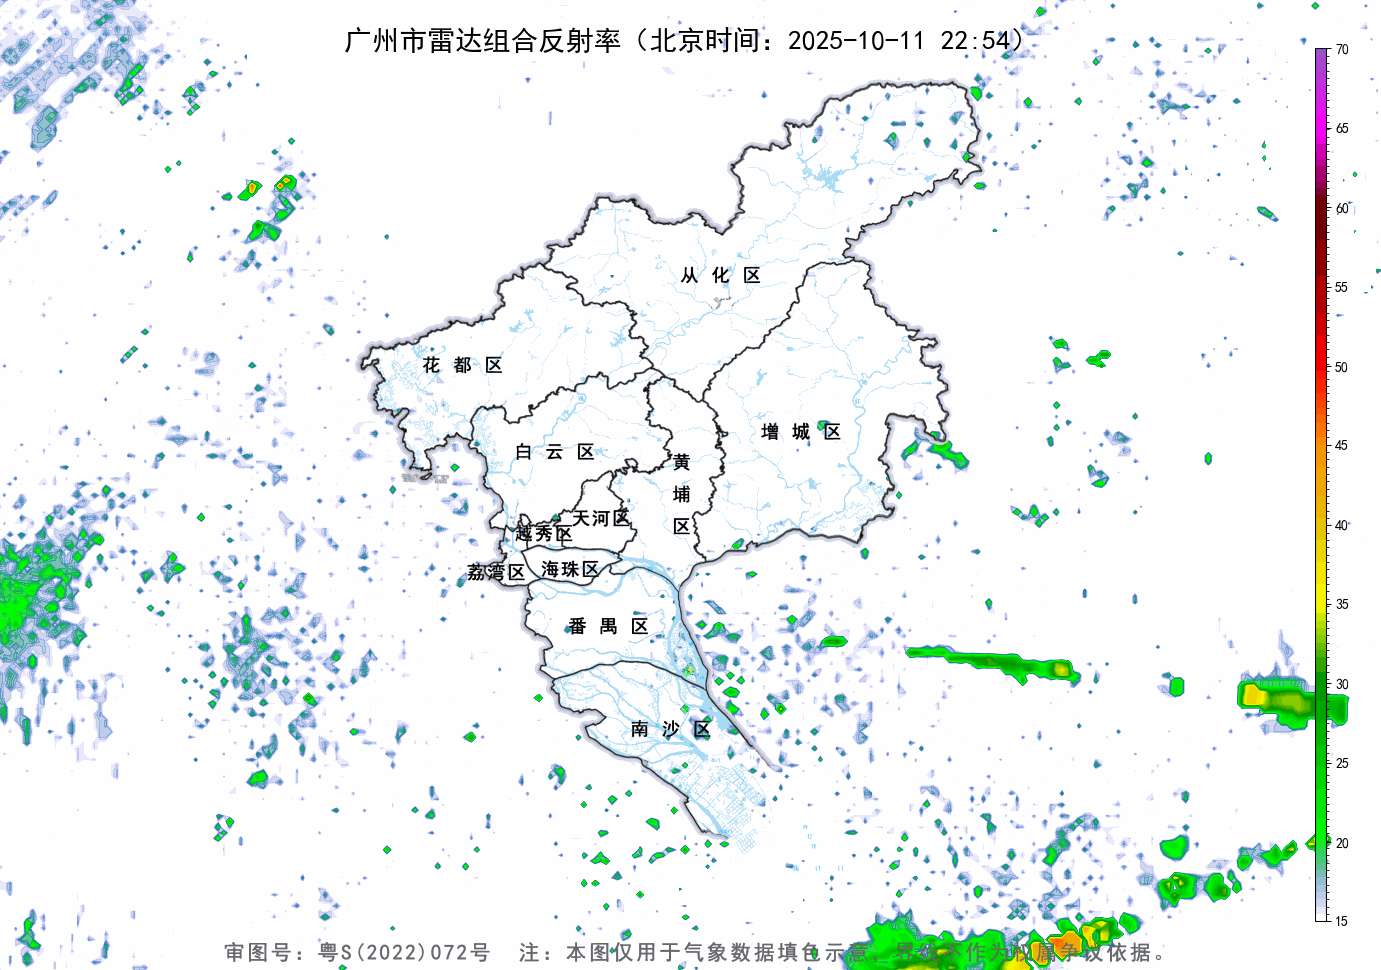 广州市雷达组合反射率（北京时间：2025-10-11 22:54）
70
65
60
55
50
45
40
35
30
25
20
15
从化区
花都区
增城区
白云区
黄埔区
天河区
越秀区
荔湾区
海珠区
番禺区
南沙区
审图号：粤S(2022)072号 注：本图仅用于气象数据填色示意，界线不作为权属争议依据。